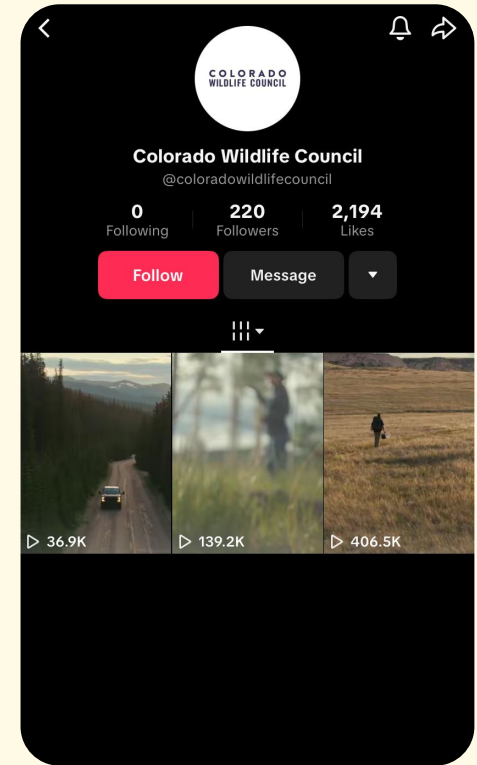 COLORADO
WILDLIFE COUNCIL
Colorado Wildlife Council
@coloradowildlifecouncil
0 220 2,194
Following Followers Likes
Follow Message
36.9K 139.2K 406.5K